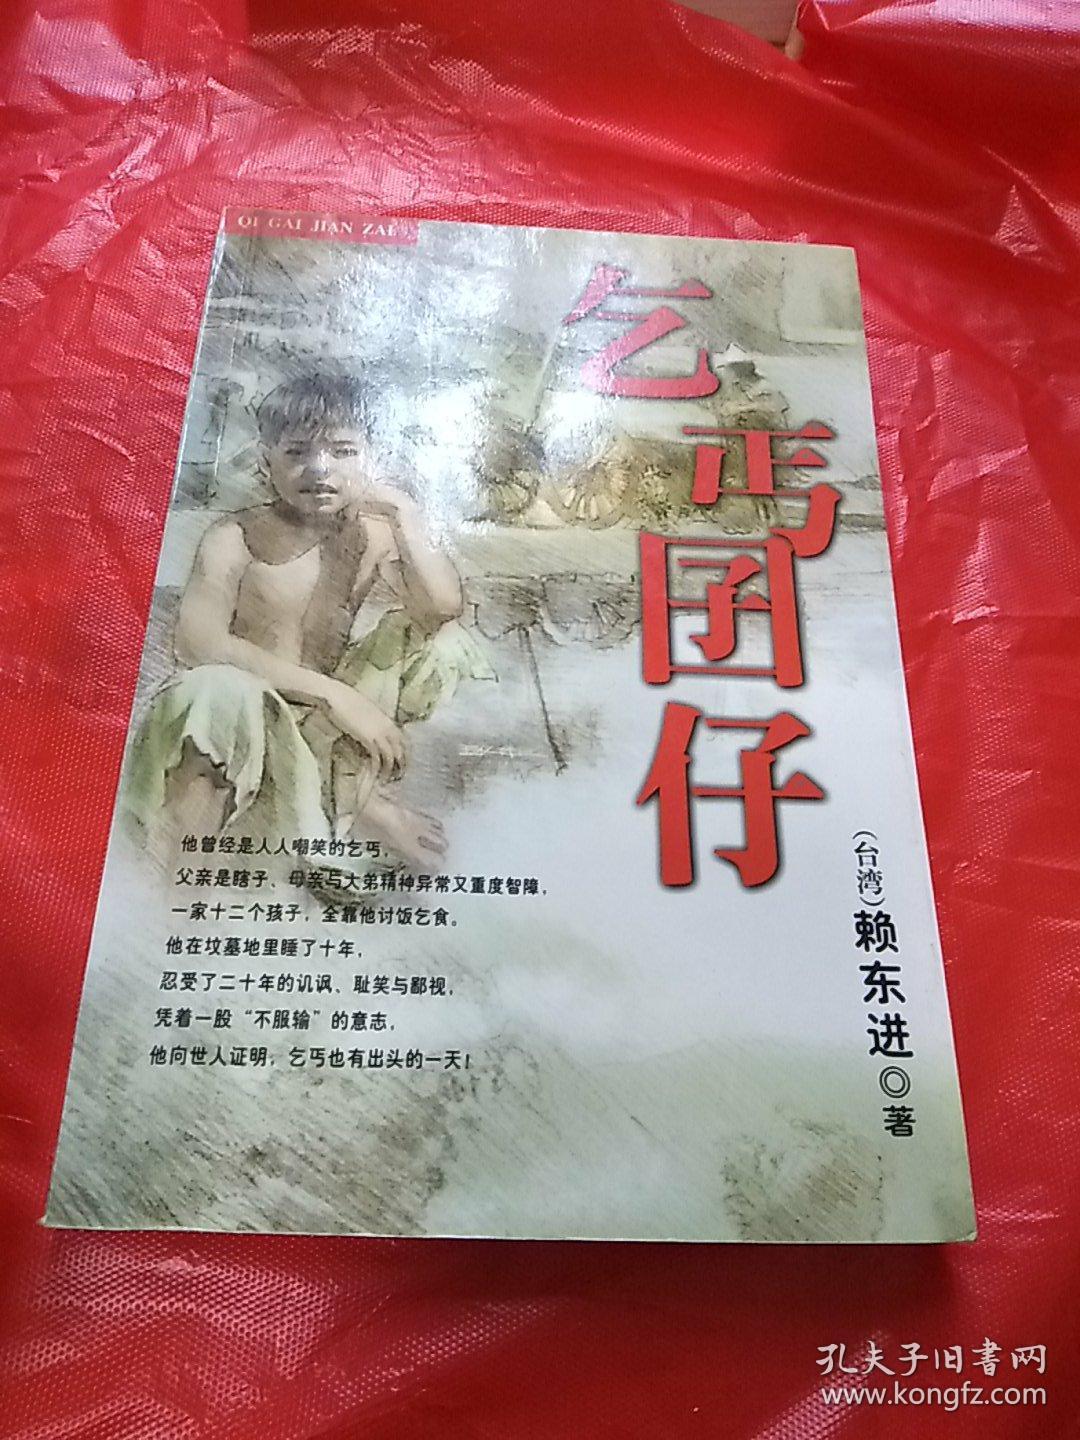 QI GAI JIAN ZAI
乞丐囝仔
(台湾)赖东进◎著
他曾经是人人嘲笑的乞丐，
父亲是瞎子、母亲与大弟精神异常又重度智障，
一家十二个孩子，全靠他讨饭乞食。
他在坟墓地里睡了十年，
忍受了二十年的讥讽、耻笑与鄙视，
凭着一股“不服输”的意志，
他向世人证明，乞丐也有出头的一天！
孔夫子旧書网
www.kongfz.com